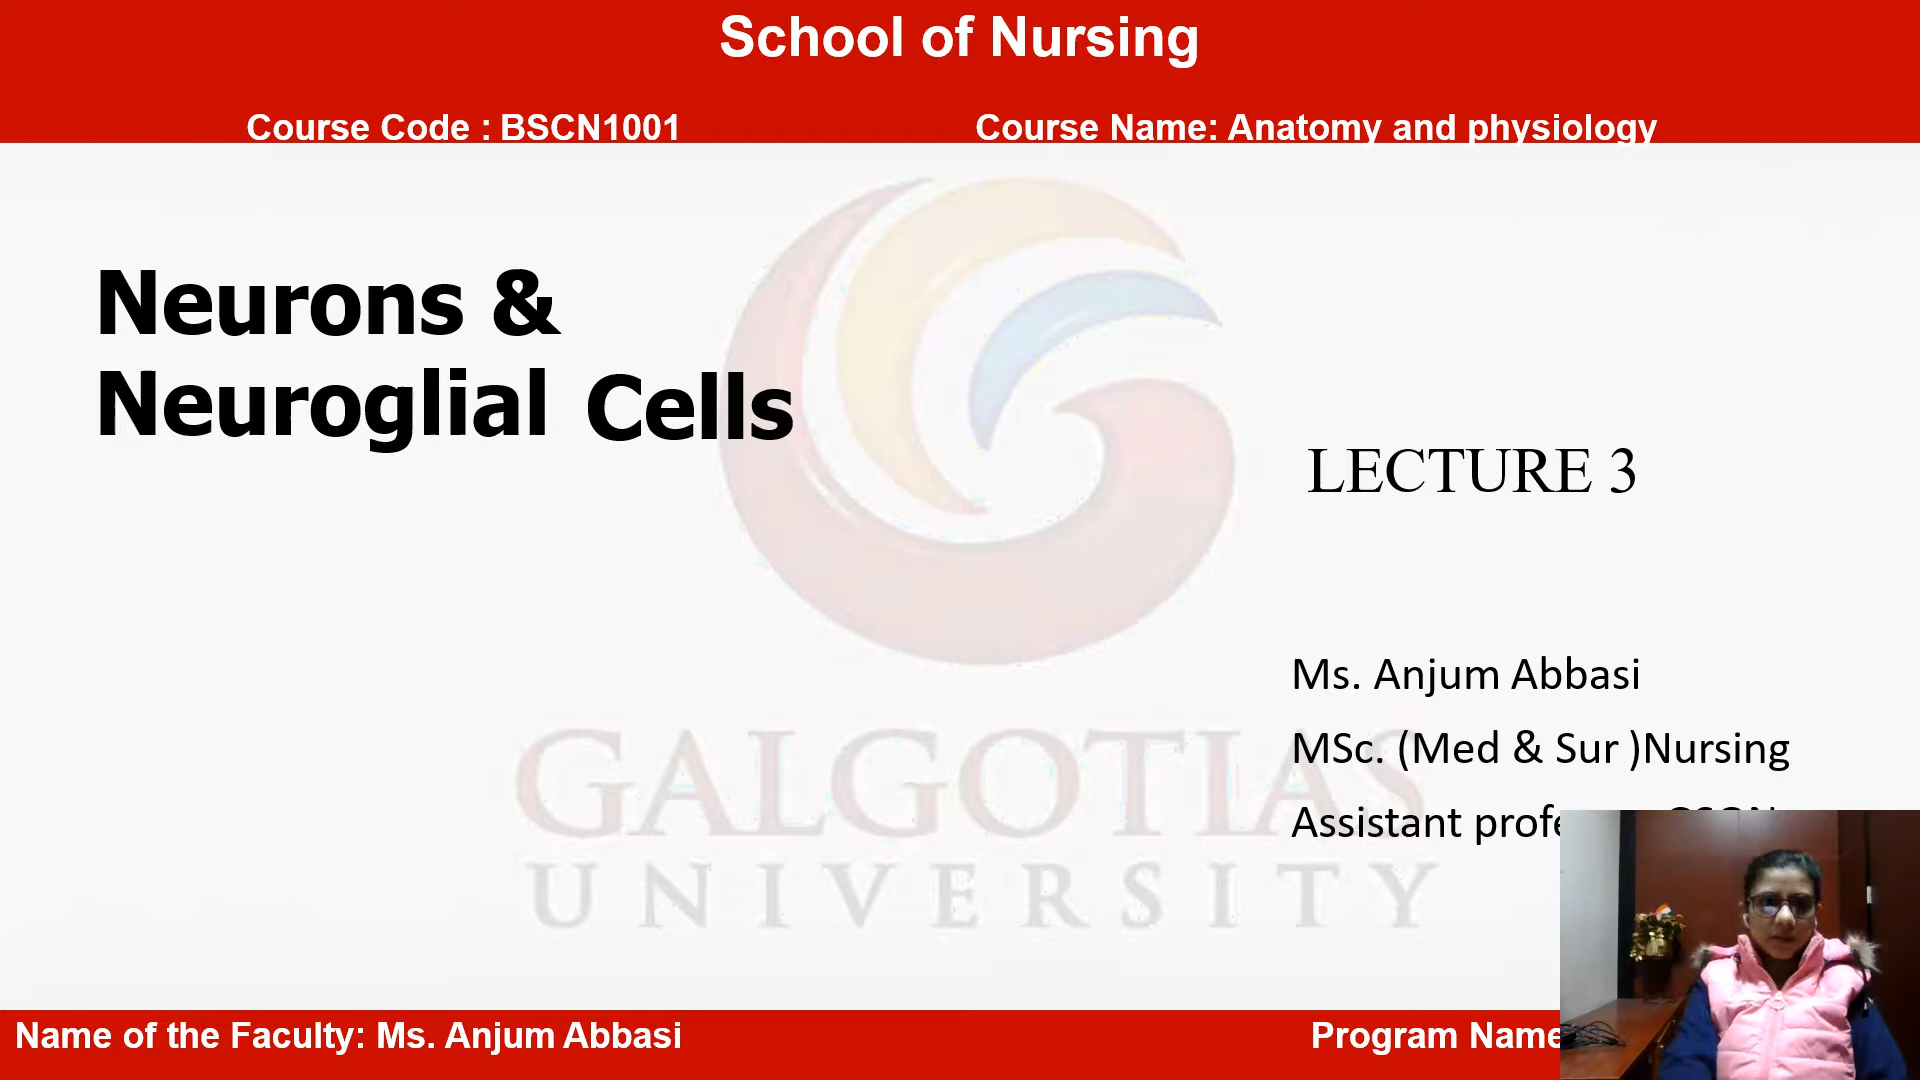 School of Nursing
Course Code : BSCN1001
Course Name: Anatomy and physiology
Neurons &
Neuroglial Cells
LECTURE 3
Ms. Anjum Abbasi
MSc. (Med & Sur )Nursing
Assistant
GALGOTIAS
UNIVERSITY
Name of the Faculty: Ms. Anjum Abbasi
Program Name